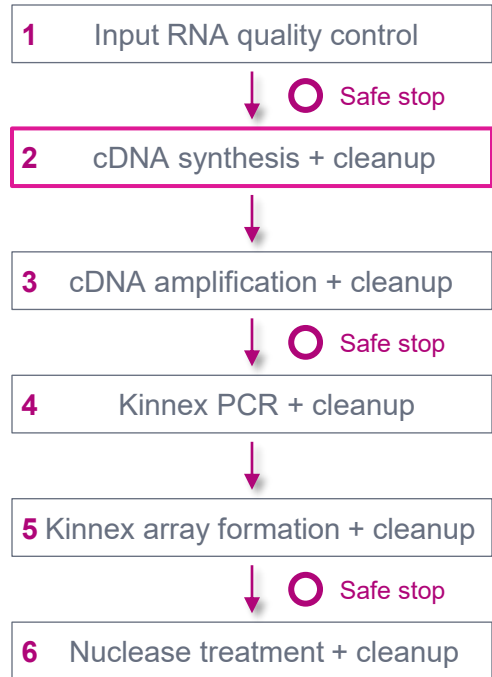 1 Input RNA quality control
Safe stop
2 cDNA synthesis + cleanup
3 cDNA amplification + cleanup
Safe stop
4 Kinnex PCR + cleanup
5 Kinnex array formation + cleanup
Safe stop
6 Nuclease treatment + cleanup